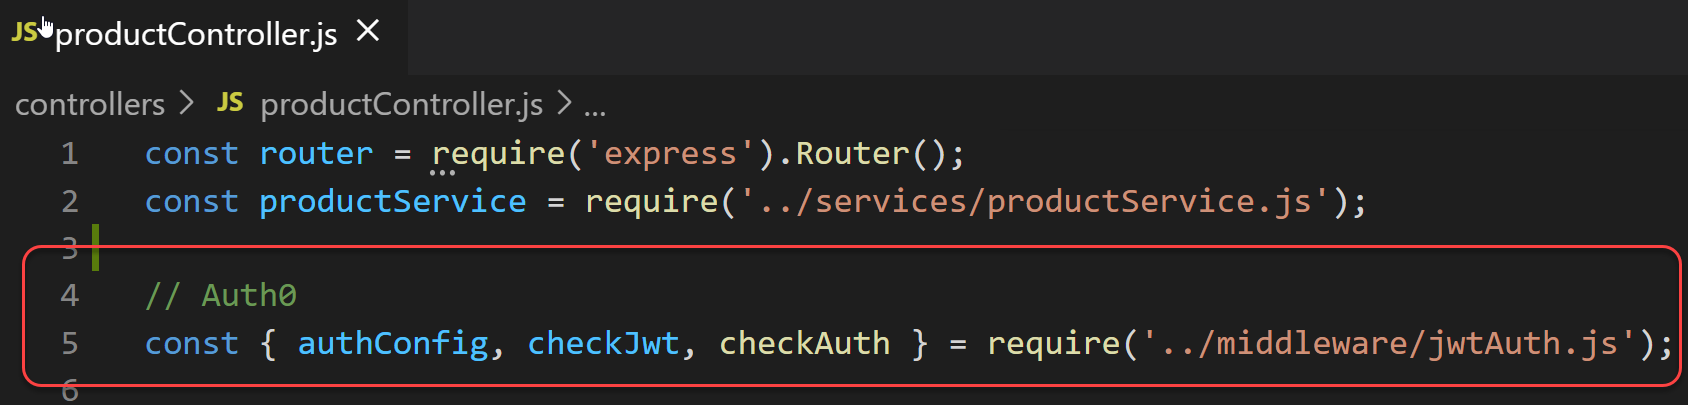 JS productController.js
controllers > JS productController.js > ...
1 const router = require('express').Router();
2 const productService = require('../services/productService.js');
3
4 // Auth0
5 const { authConfig, checkJwt, checkAuth } = require('../middleware/jwtAuth.js');
6